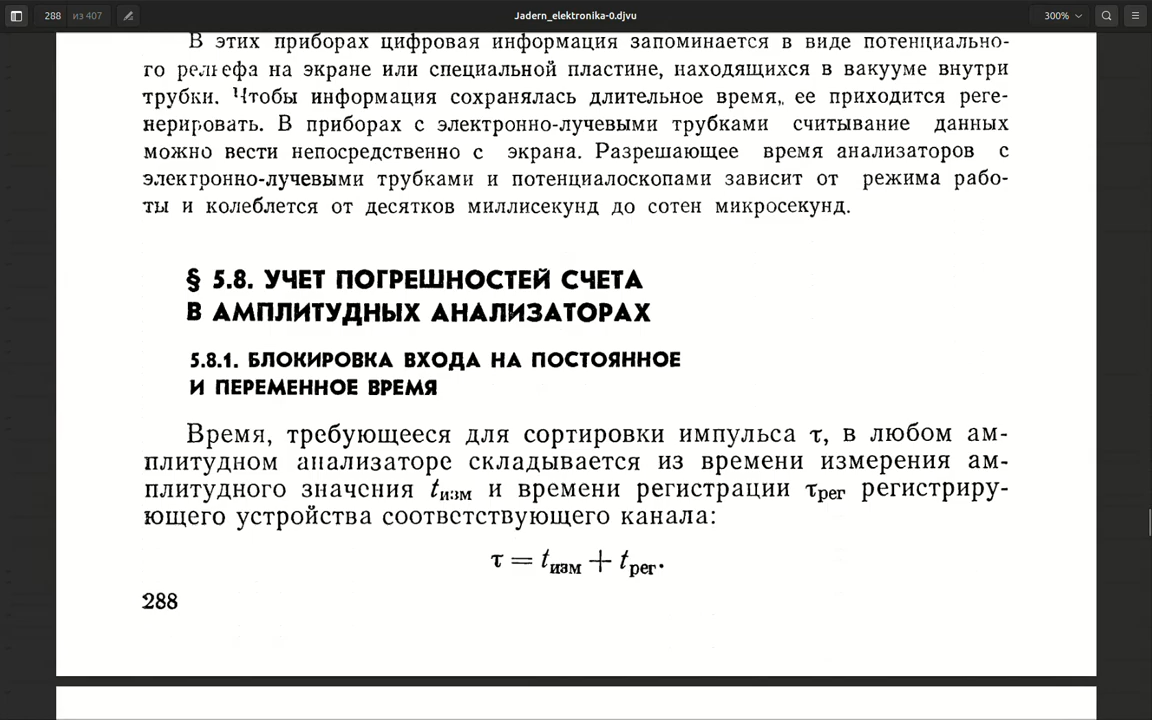 288 из 407 Jadern_elektronika-0.djvu 300%
В этих приборах цифровая информация запоминается в виде потенциально-
го рельефа на экране или специальной пластине, находящихся в вакууме внутри
трубки. Чтобы информация сохранялась длительное время, ее приходится реге-
нерировать. В приборах с электронно-лучевыми трубками считывание данных
можно вести непосредственно с экрана. Разрешающее время анализаторов с
электронно-лучевыми трубками и потенциалоскопами зависит от режима рабо-
ты и колеблется от десятков миллисекунд до сотен микросекунд.
§ 5.8. УЧЕТ ПОГРЕШНОСТЕЙ СЧЕТА
В АМПЛИТУДНЫХ АНАЛИЗАТОРАХ
5.8.1. БЛОКИРОВКА ВХОДА НА ПОСТОЯННОЕ
И ПЕРЕМЕННОЕ ВРЕМЯ
Время, требующееся для сортировки импульса τ, в любом ам-
плитудном анализаторе складывается из времени измерения ам-
плитудного значения tизм и времени регистрации τрег регистриру-
ющего устройства соответствующего канала:
τ = tизм + tрег.
288